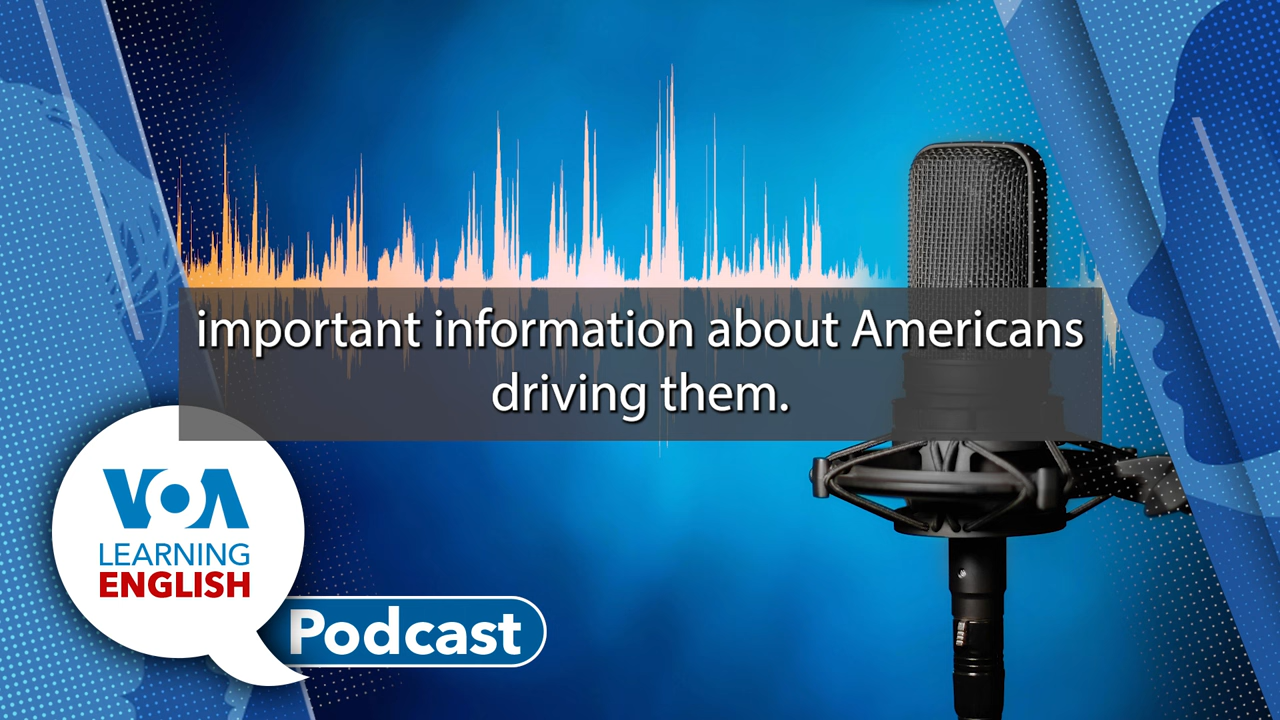 important information about Americans
driving them.
VOA
LEARNING
ENGLISH
Podcast